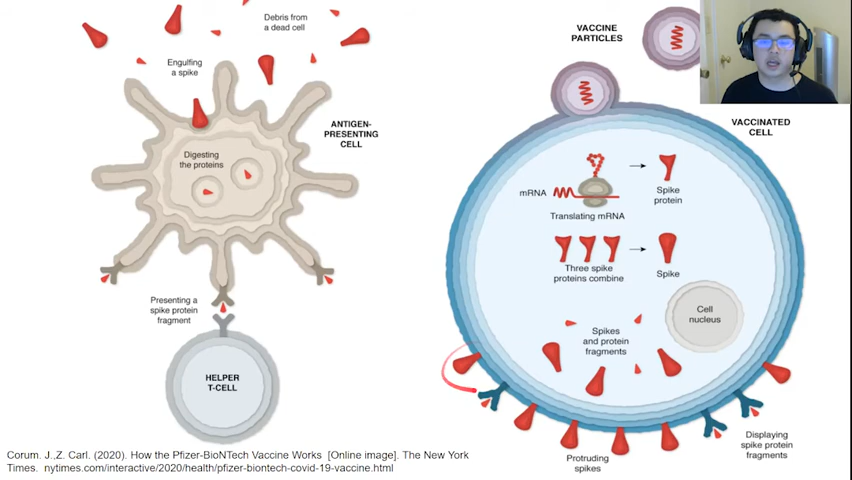 Debris from
a dead cell
Engulfing
a spike
ANTIGEN-
PRESENTING
CELL
Digesting
the proteins
Presenting a
spike protein
fragment
HELPER
T-CELL
VACCINE
PARTICLES
VACCINATED
CELL
mRNA
Translating mRNA
Spike
protein
Three spike
proteins combine
Spike
Cell
nucleus
Spikes
and protein
fragments
Protruding
spikes
Displaying
spike protein
fragments
Corum. J.,Z. Carl. (2020). How the Pfizer-BioNTech Vaccine Works [Online image]. The New York
Times. nytimes.com/interactive/2020/health/pfizer-biontech-covid-19-vaccine.html